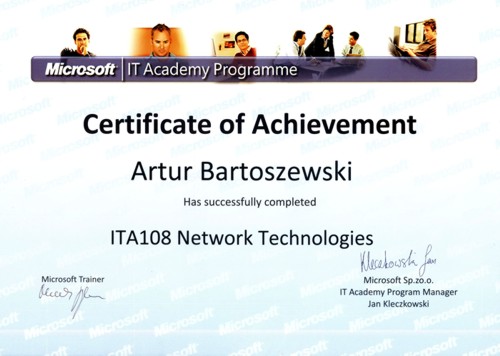 Microsoft | IT Academy Programme
Certificate of Achievement
Artur Bartoszewski
Has successfully completed
ITA108 Network Technologies
Microsoft Trainer
Kleczkowski Jan
Microsoft Sp.zo.o.
IT Academy Program Manager
Jan Kleczkowski